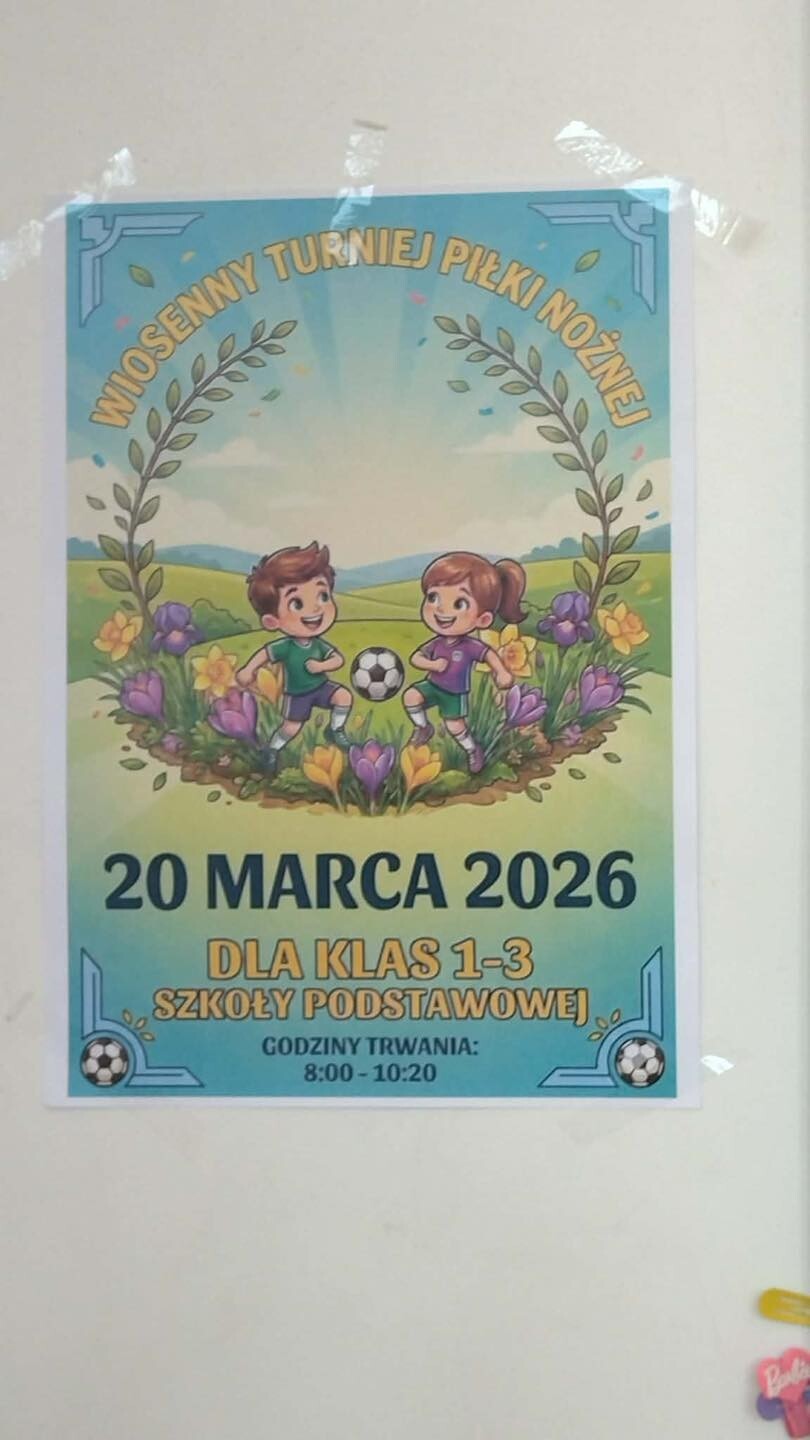 WIOSENNY TURNIEJ PIŁKI NOŻNEJ
20 MARCA 2026
DLA KLAS 1-3
SZKOŁY PODSTAWOWEJ
GODZINY TRWANIA:
8:00 - 10:20